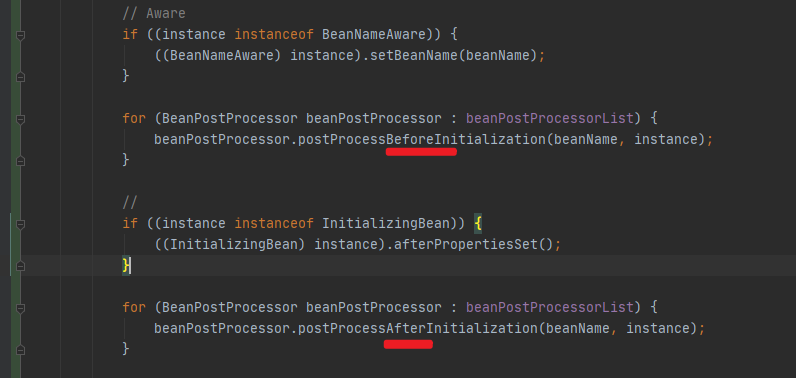 // Aware
if ((instance instanceof BeanNameAware)) {
((BeanNameAware) instance).setBeanName(beanName);
}
for (BeanPostProcessor beanPostProcessor : beanPostProcessorList) {
beanPostProcessor.postProcessBeforeInitialization(beanName, instance);
}
//
if ((instance instanceof InitializingBean)) {
((InitializingBean) instance).afterPropertiesSet();
}
for (BeanPostProcessor beanPostProcessor : beanPostProcessorList) {
beanPostProcessor.postProcessAfterInitialization(beanName, instance);
}